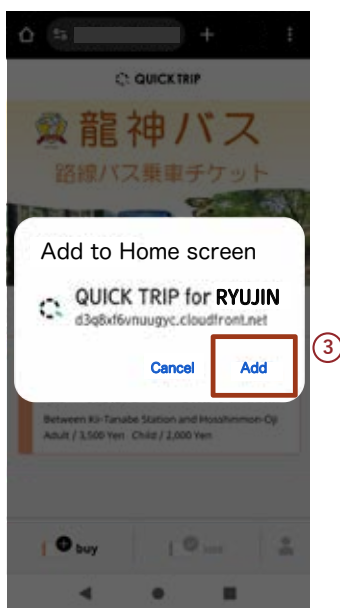 QUICK TRIP
龍神バス
路線バス乗車チケット
Add to Home screen
QUICK TRIP for RYUJIN
d3q8xf6vnuugyc.cloudfront.net
Cancel
Add
③
Between Kii-Tanabe Station and Hosshinmon-Oji
Adult / 3,500 Yen Child / 2,000 Yen
buy